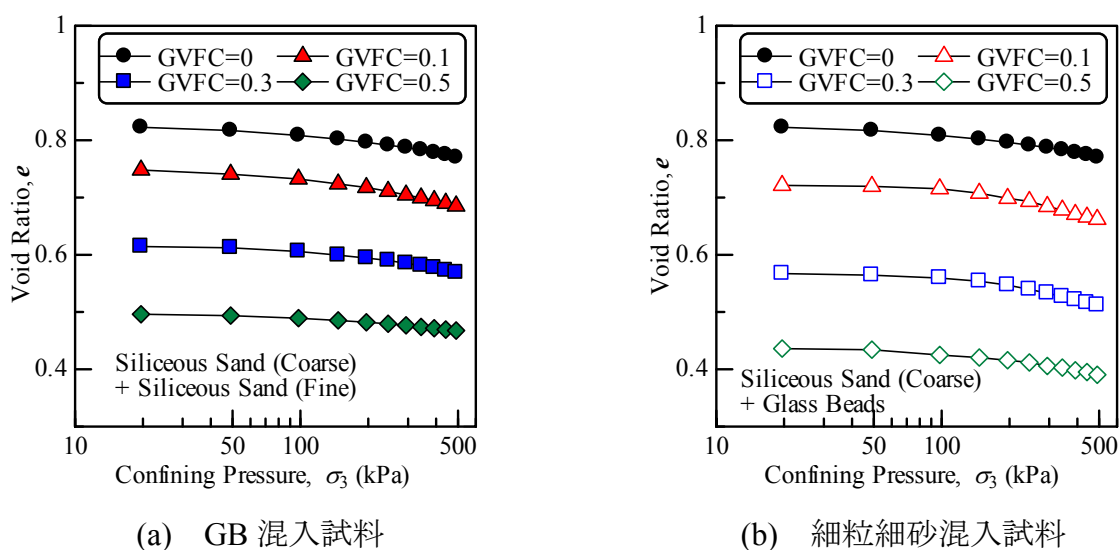 1
0.8
0.6
0.4
Void Ratio, e
GVFC=0
GVFC=0.1
GVFC=0.3
GVFC=0.5
Siliceous Sand (Coarse)
+ Siliceous Sand (Fine)
10
50
100
500
Confining Pressure, σ3 (kPa)
(a) GB 混入試料
1
0.8
0.6
0.4
Void Ratio, e
GVFC=0
GVFC=0.1
GVFC=0.3
GVFC=0.5
Siliceous Sand (Coarse)
+ Glass Beads
10
50
100
500
Confining Pressure, σ3 (kPa)
(b) 細粒細砂混入試料